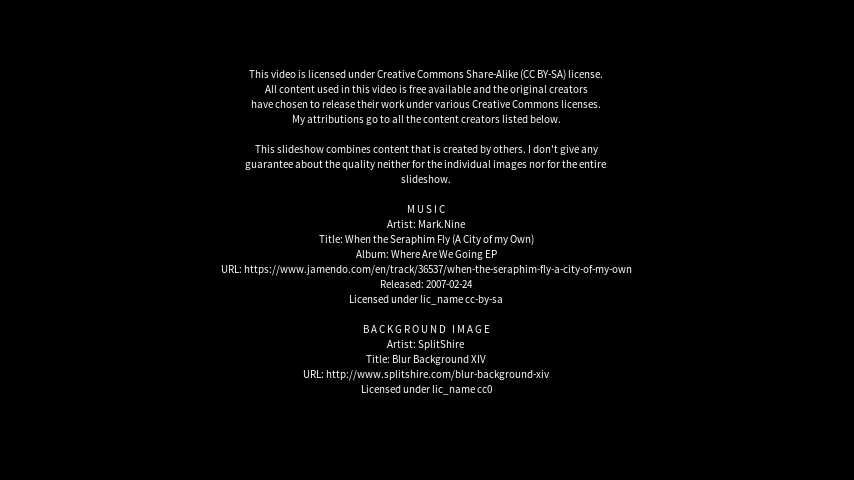 This video is licensed under Creative Commons Share-Alike (CC BY-SA) license.
All content used in this video is free available and the original creators
have chosen to release their work under various Creative Commons licenses.
My attributions go to all the content creators listed below.
This slideshow combines content that is created by others. I don't give any
guarantee about the quality neither for the individual images nor for the entire
slideshow.
MUSIC
Artist: Mark.Nine
Title: When the Seraphim Fly (A City of my Own)
Album: Where Are We Going EP
URL: https://www.jamendo.com/en/track/36537/when-the-seraphim-fly-a-city-of-my-own
Released: 2007-02-24
Licensed under lic_name cc-by-sa
BACKGROUND IMAGE
Artist: SplitShire
Title: Blur Background XIV
URL: http://www.splitshire.com/blur-background-xiv
Licensed under lic_name cc0